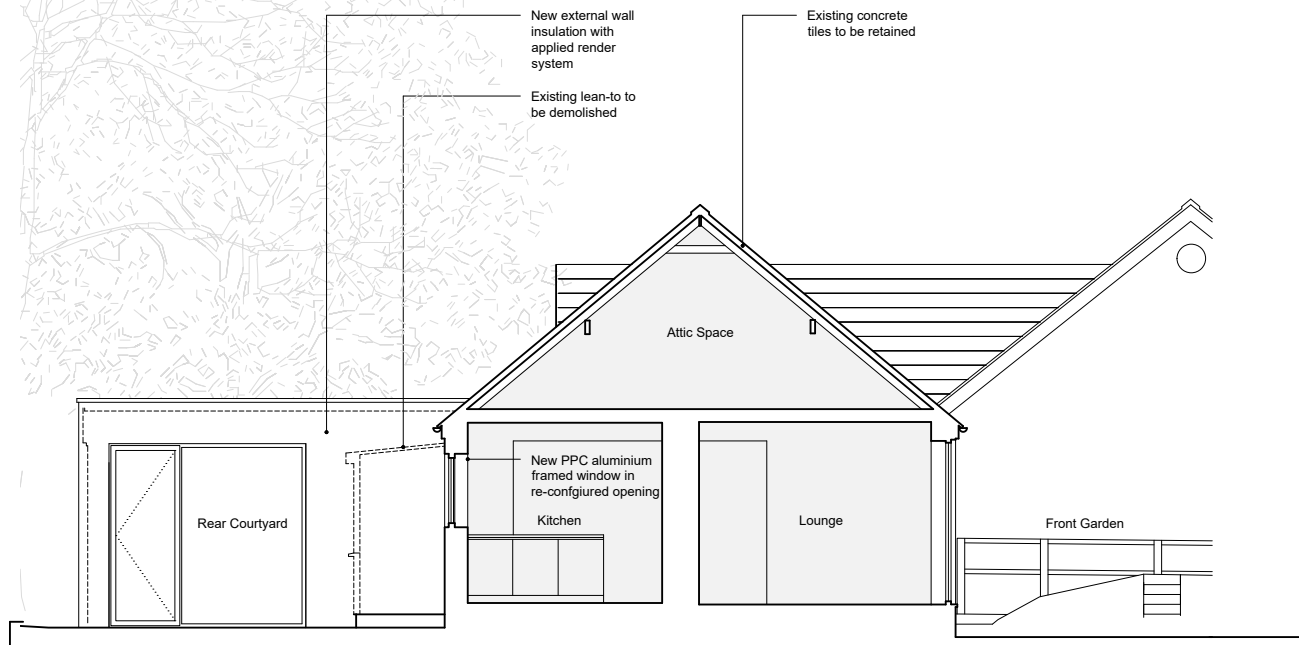 New external wall
insulation with
applied render
system
Existing concrete
tiles to be retained
Existing lean-to to
be demolished
Attic Space
New PPC aluminium
framed window in
re-confgiured opening
Rear Courtyard
Kitchen
Lounge
Front Garden